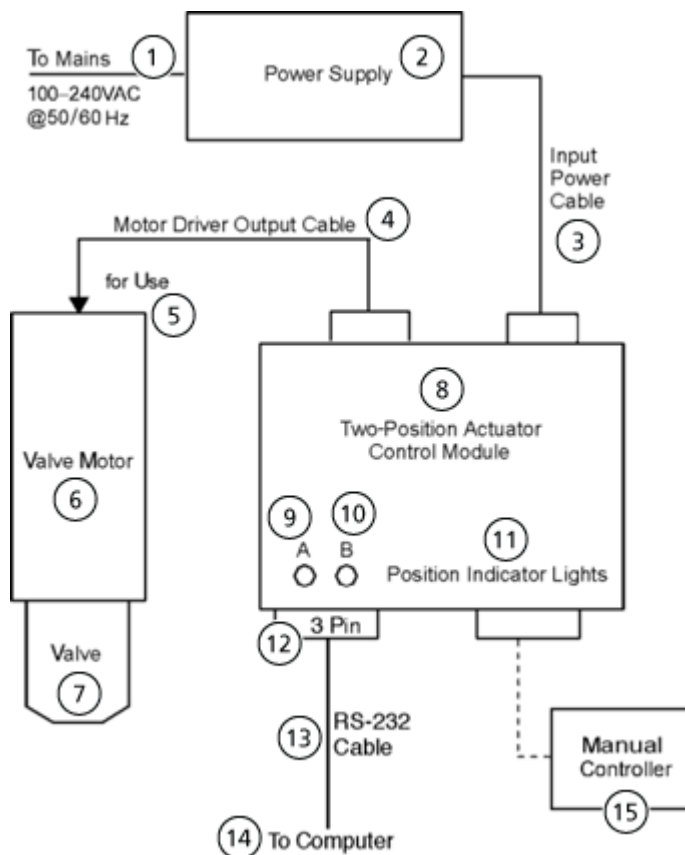 To Mains
1
100–240VAC
@50/60 Hz
Power Supply
2
Input
Power
Cable
3
Motor Driver Output Cable
4
for Use
5
Valve Motor
6
Valve
7
8
Two-Position Actuator
Control Module
9
10
A B
11
Position Indicator Lights
12
3 Pin
13
RS-232
Cable
14 To Computer
Manual
Controller
15